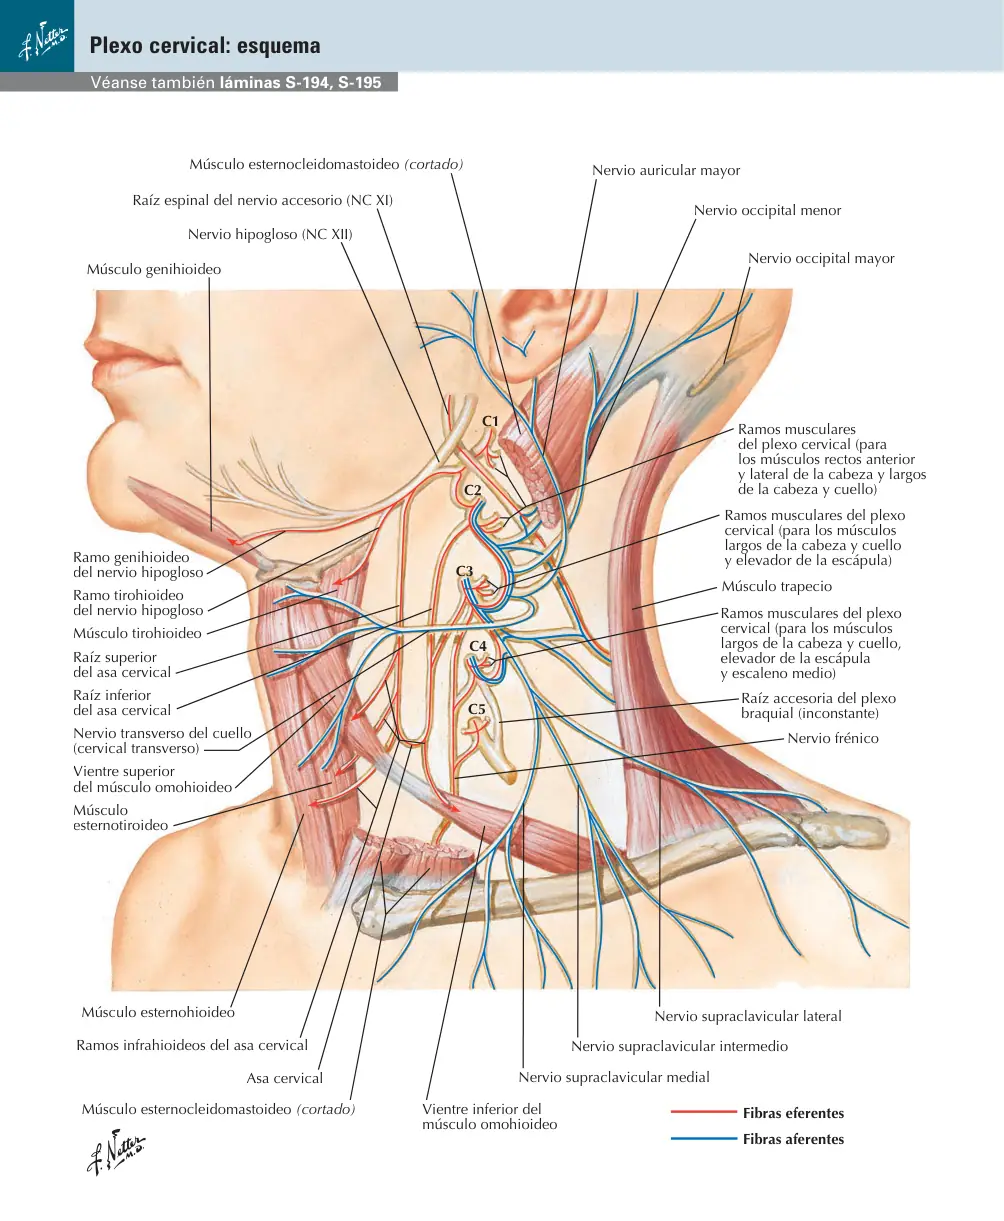 F. Netter M.D.
Plexo cervical: esquema
Véanse también láminas S-194, S-195
Músculo esternocleidomastoideo (cortado)
Raíz espinal del nervio accesorio (NC XI)
Nervio hipogloso (NC XII)
Músculo genihioideo
Nervio auricular mayor
Nervio occipital menor
Nervio occipital mayor
C1
C2
C3
C4
C5
Ramos musculares
del plexo cervical (para
los músculos rectos anterior
y lateral de la cabeza y largos
de la cabeza y cuello)
Ramos musculares del plexo
cervical (para los músculos
largos de la cabeza y cuello
y elevador de la escápula)
Músculo trapecio
Ramos musculares del plexo
cervical (para los músculos
largos de la cabeza y cuello,
elevador de la escápula
y escaleno medio)
Raíz accesoria del plexo
braquial (inconstante)
Nervio frénico
Ramo genihioideo
del nervio hipogloso
Ramo tirohioideo
del nervio hipogloso
Músculo tirohioideo
Raíz superior
del asa cervical
Raíz inferior
del asa cervical
Nervio transverso del cuello
(cervical transverso)
Vientre superior
del músculo omohioideo
Músculo
esternotiroideo
Músculo esternohioideo
Ramos infrahioideos del asa cervical
Asa cervical
Músculo esternocleidomastoideo (cortado)
Vientre inferior del
músculo omohioideo
Nervio supraclavicular lateral
Nervio supraclavicular intermedio
Nervio supraclavicular medial
Fibras eferentes
Fibras aferentes
F. Netter M.D.